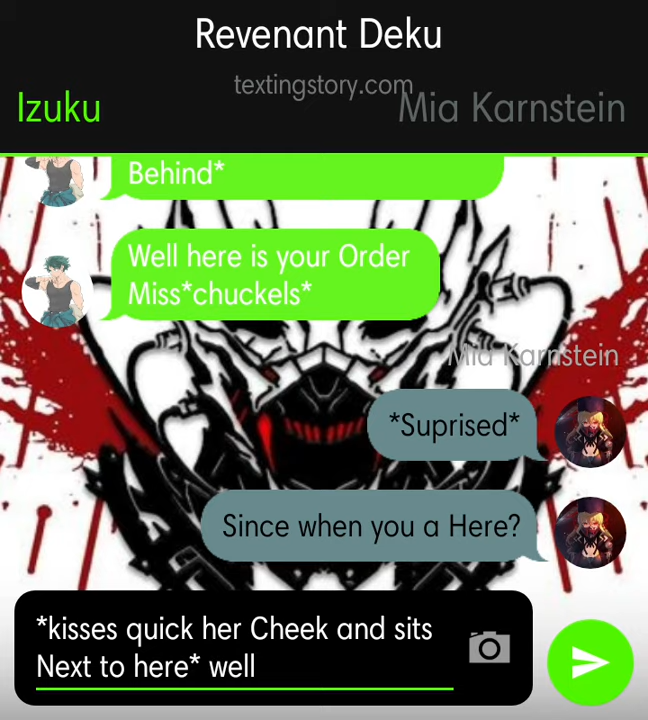 Revenant Deku
textingstory.com
Izuku
Mia Karnstein
Behind*
Well here is your Order
Miss*chuckels*
Mia Karnstein
*Suprised*
Since when you a Here?
*kisses quick her Cheek and sits
Next to here* well